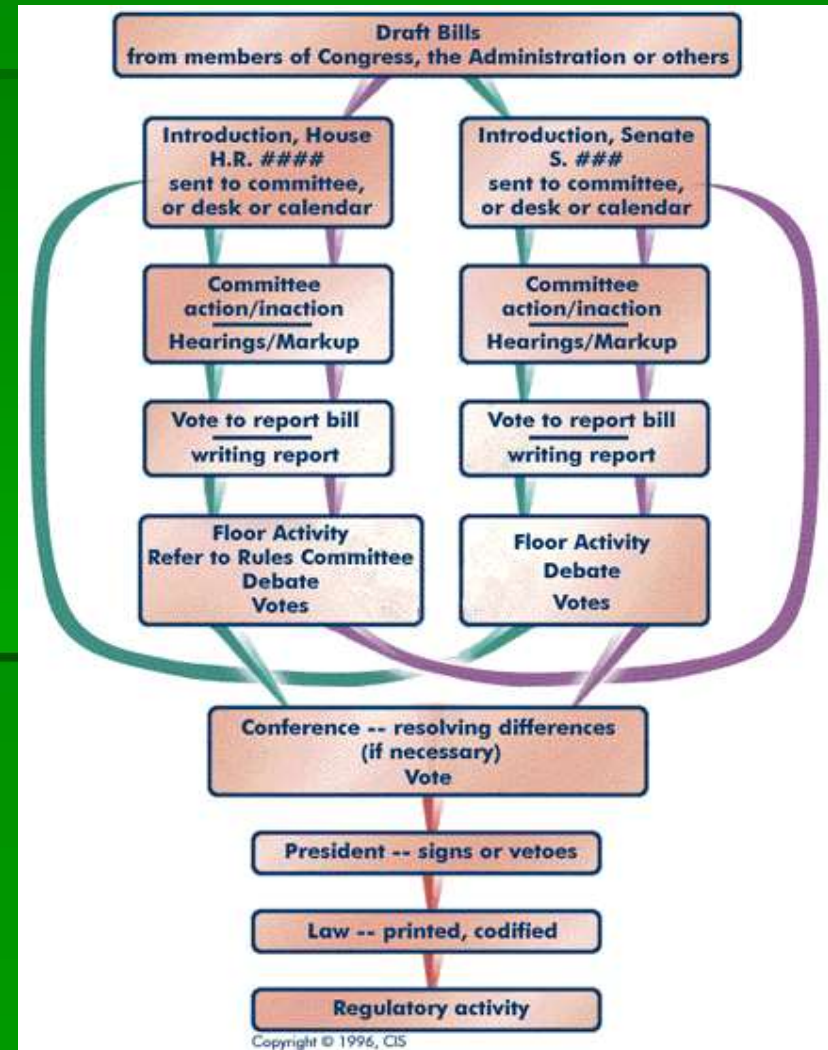 Draft Bills
from members of Congress, the Administration or others
Introduction, House
H.R. ####
sent to committee,
or desk or calendar
Introduction, Senate
S. ###
sent to committee,
or desk or calendar
Committee
action/inaction
Hearings/Markup
Committee
action/inaction
Hearings/Markup
Vote to report bill
writing report
Vote to report bill
writing report
Floor Activity
Refer to Rules Committee
Debate
Votes
Floor Activity
Debate
Votes
Conference -- resolving differences
(if necessary)
Vote
President -- signs or vetoes
Law -- printed, codified
Regulatory activity
Copyright © 1996, CIS